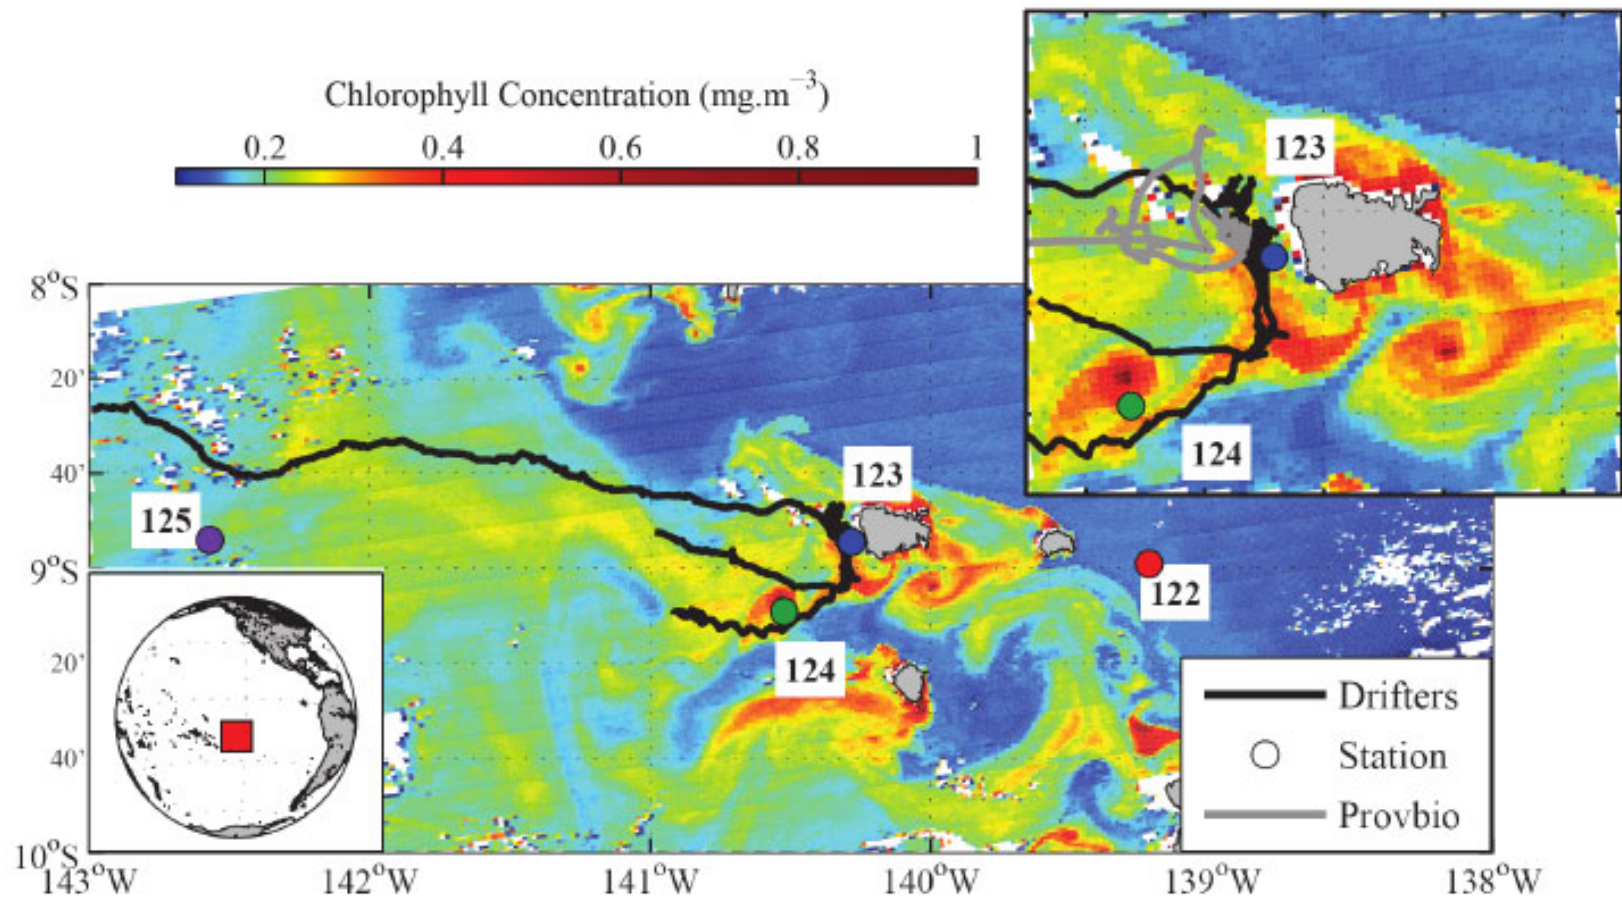 Chlorophyll Concentration (mg.m⁻³)
0.2 0.4 0.6 0.8 1
123
124
8°S
20'
40'
9°S
20'
40'
10°S
125
123
122
124
Drifters
Station
Provbio
143°W 142°W 141°W 140°W 139°W 138°W